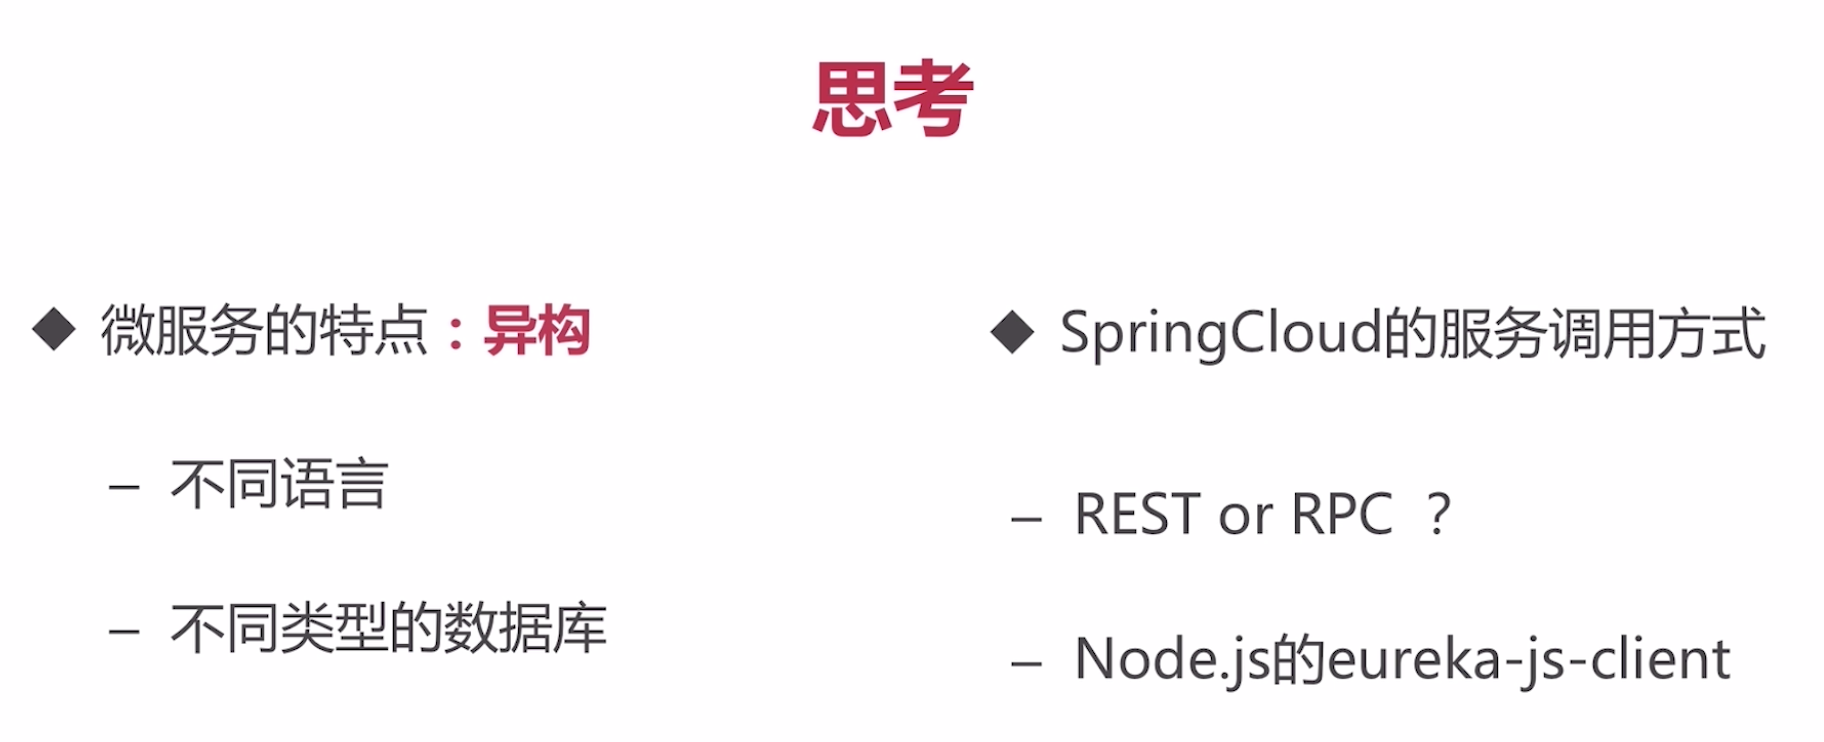 思考
◆ 微服务的特点：异构
– 不同语言
– 不同类型的数据库
◆ SpringCloud的服务调用方式
– REST or RPC ？
– Node.js的eureka-js-client